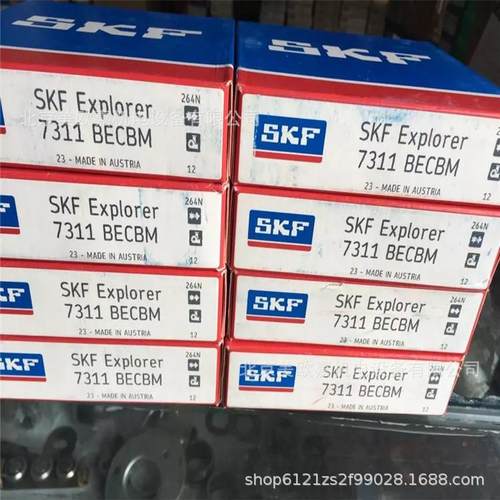 SKF
SKF Explorer
7311 BECBM
264N
23 - MADE IN AUSTRIA
12
SKF
SKF Explorer
7311 BECBM
264N
23 - MADE IN AUSTRIA
12
SKF Explorer
7311 BECBM
264N
23 - MADE IN AUSTRIA
12
SKF
SKF Explorer
7311 BECBM
264N
23 - MADE IN AUSTRIA
12
SKF
SKF Explorer
7311 BECBM
264N
23 - MADE IN AUSTRIA
12
SKF
SKF Explorer
7311 BECBM
264N
23 - MADE IN AUSTRIA
12
SKF
SKF Explorer
7311 BECBM
264N
23 - MADE IN AUSTRIA
12
SKF
SKF Explorer
7311 BECBM
264N
23 - MADE IN AUSTRIA
12
SKF
shop6121zs2f99028.1688.com